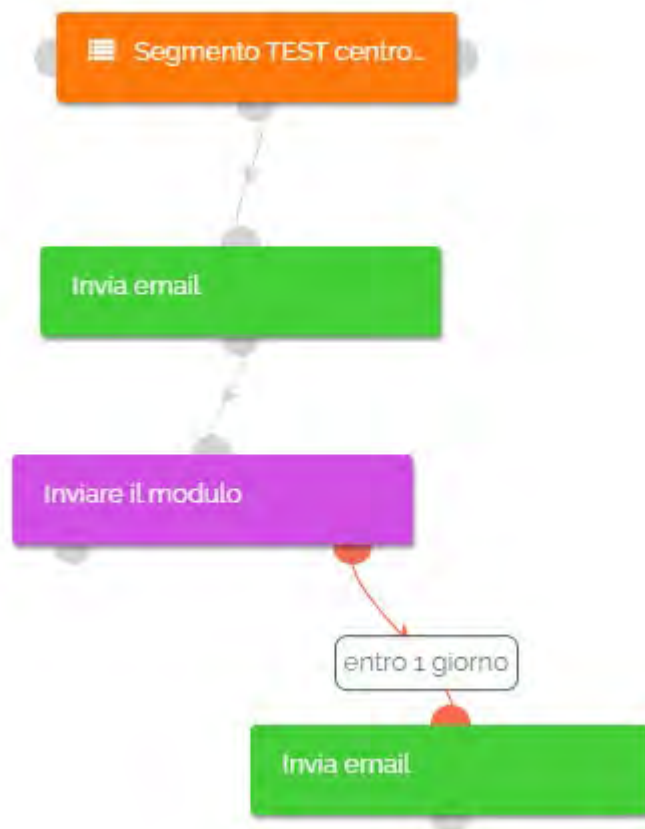 Segmento TEST centro...
Invia email
Inviare il modulo
entro 1 giorno
Invia email